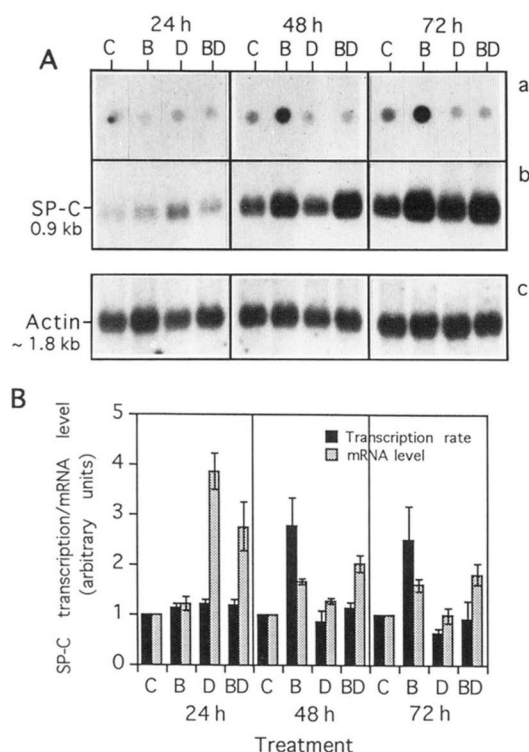 24 h 48 h 72 h
C B D BD C B D BD C B D BD
A
a
b
SP-C
0.9 kb
c
Actin
~ 1.8 kb
B
SP-C transcription/mRNA level
(arbitrary units)
5
4
3
2
1
0
Transcription rate
mRNA level
C B D BD C B D BD C B D BD
24 h 48 h 72 h
Treatment